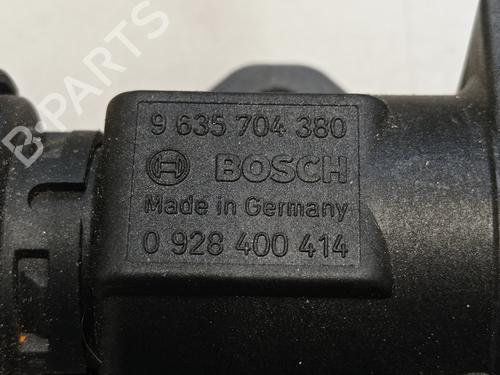 B-PARTS
9 635 704 380
BOSCH
Made in Germany
0 928 400 414